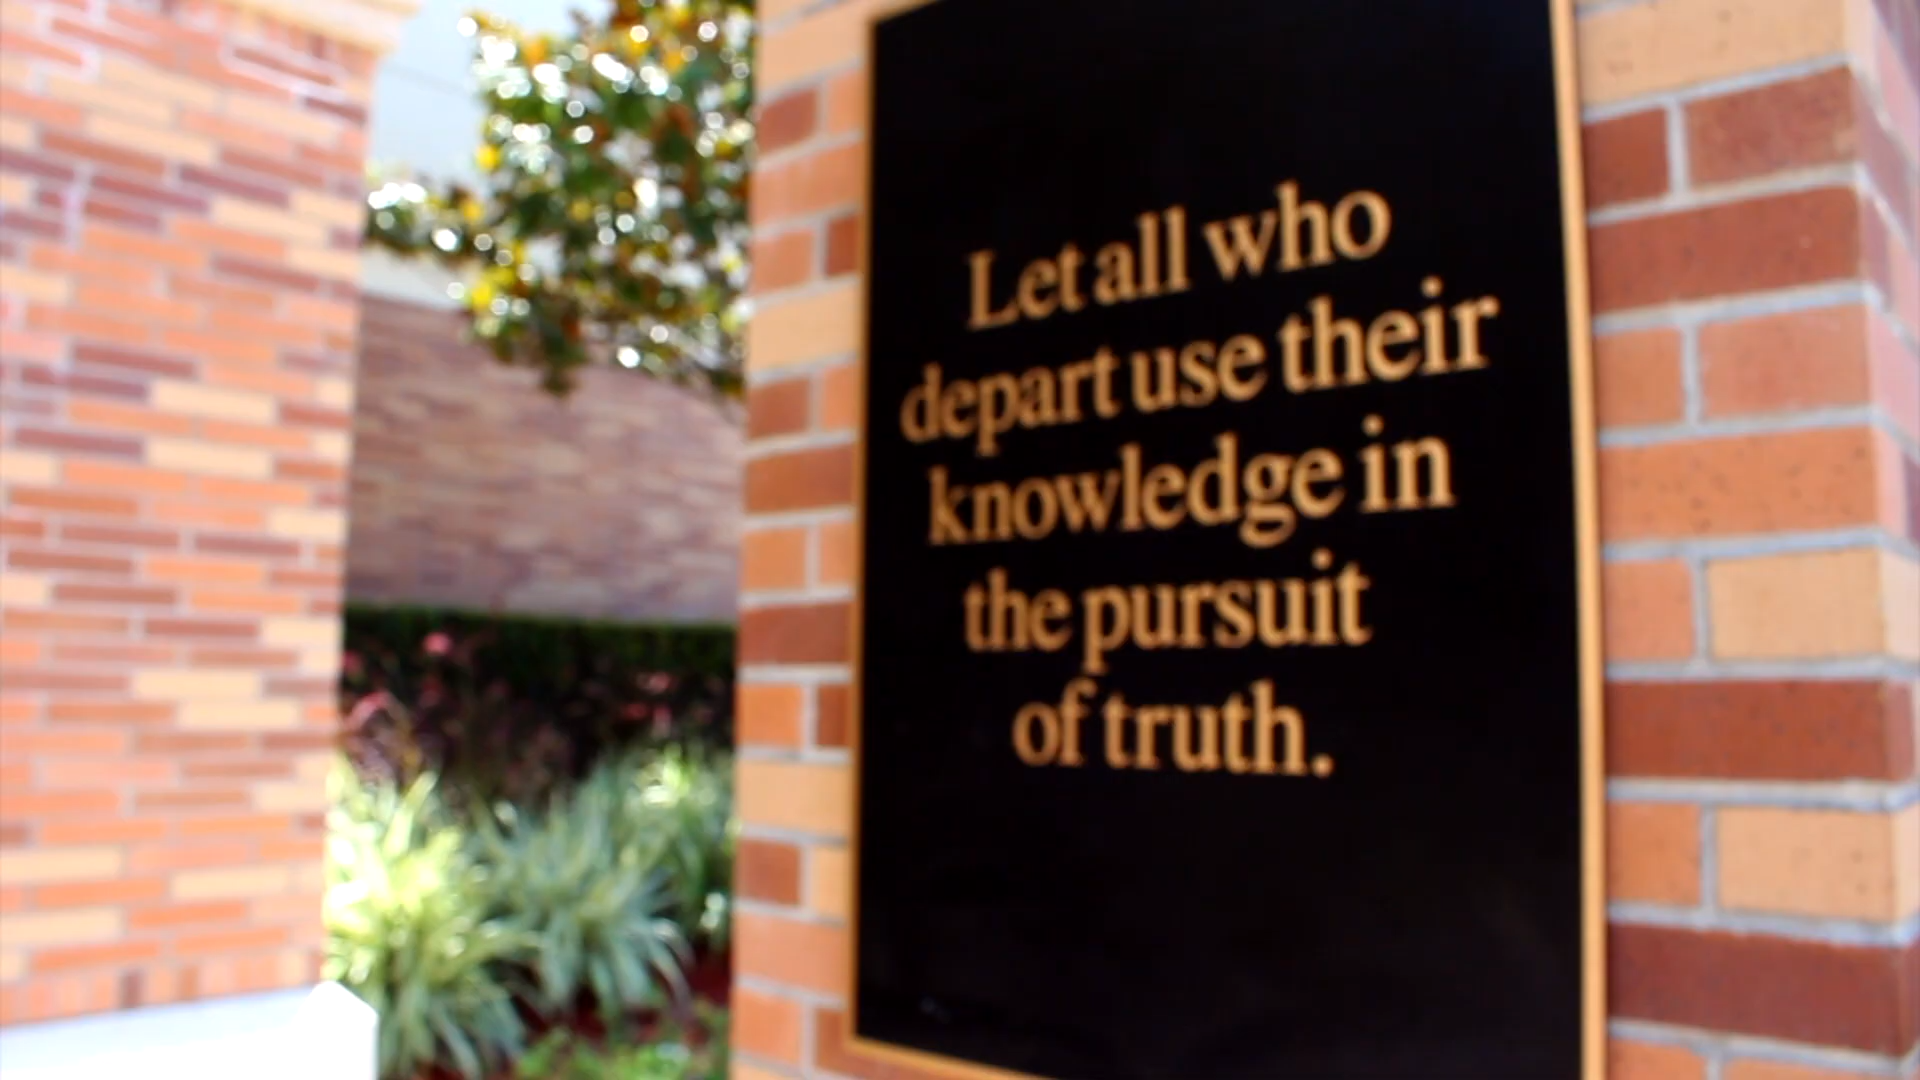 Let all who
depart use their
knowledge in
the pursuit
of truth.